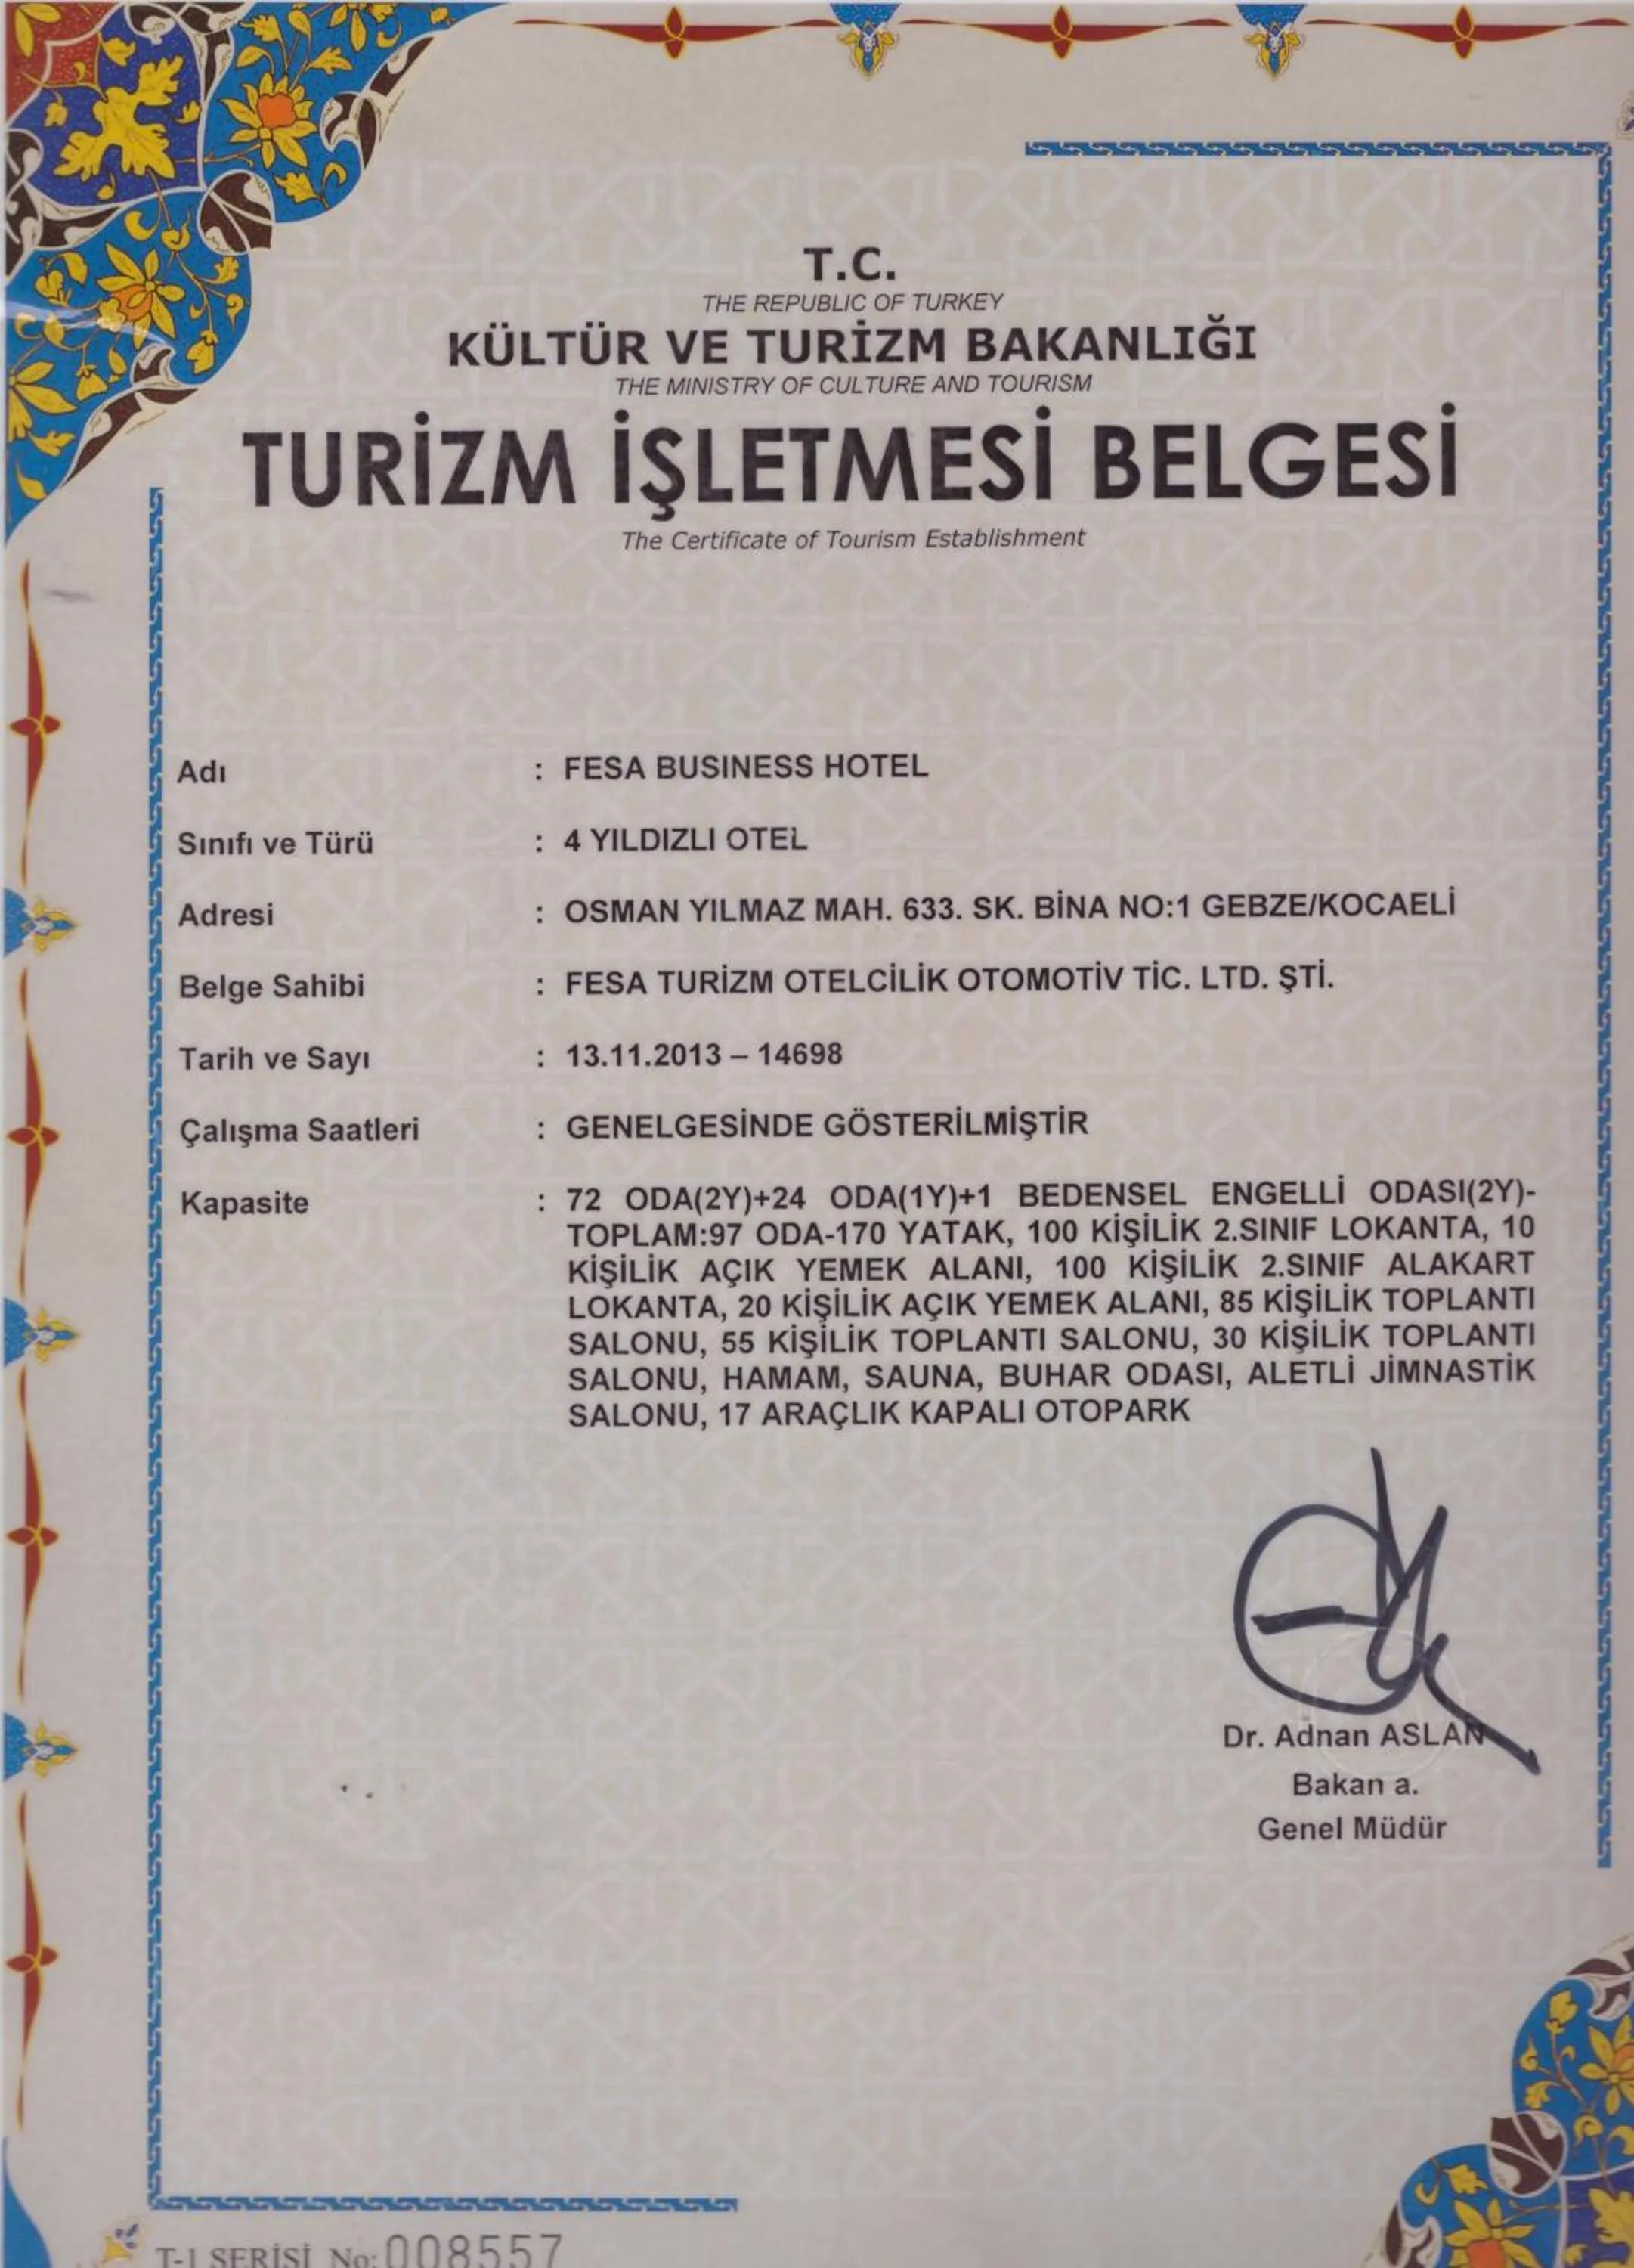 T.C.
THE REPUBLIC OF TURKEY
KÜLTÜR VE TURİZM BAKANLIĞI
THE MINISTRY OF CULTURE AND TOURISM
TURİZM İŞLETMESİ BELGESİ
The Certificate of Tourism Establishment
Adı : FESA BUSINESS HOTEL
Sınıfı ve Türü : 4 YILDIZLI OTEL
Adresi : OSMAN YILMAZ MAH. 633. SK. BİNA NO:1 GEBZE/KOCAELİ
Belge Sahibi : FESA TURİZM OTELCİLİK OTOMOTİV TİC. LTD. ŞTİ.
Tarih ve Sayı : 13.11.2013 – 14698
Çalışma Saatleri : GENELGESİNDE GÖSTERİLMİŞTİR
Kapasite : 72 ODA(2Y)+24 ODA(1Y)+1 BEDENSEL ENGELLİ ODASI(2Y)-
TOPLAM:97 ODA-170 YATAK, 100 KİŞİLİK 2.SINIF LOKANTA, 10
KİŞİLİK AÇIK YEMEK ALANI, 100 KİŞİLİK 2.SINIF ALAKART
LOKANTA, 20 KİŞİLİK AÇIK YEMEK ALANI, 85 KİŞİLİK TOPLANTI
SALONU, 55 KİŞİLİK TOPLANTI SALONU, 30 KİŞİLİK TOPLANTI
SALONU, HAMAM, SAUNA, BUHAR ODASI, ALETLİ JİMNASTİK
SALONU, 17 ARAÇLIK KAPALI OTOPARK
Dr. Adnan ASLAN
Bakan a.
Genel Müdür
T-1 SERİSİ No: 008557